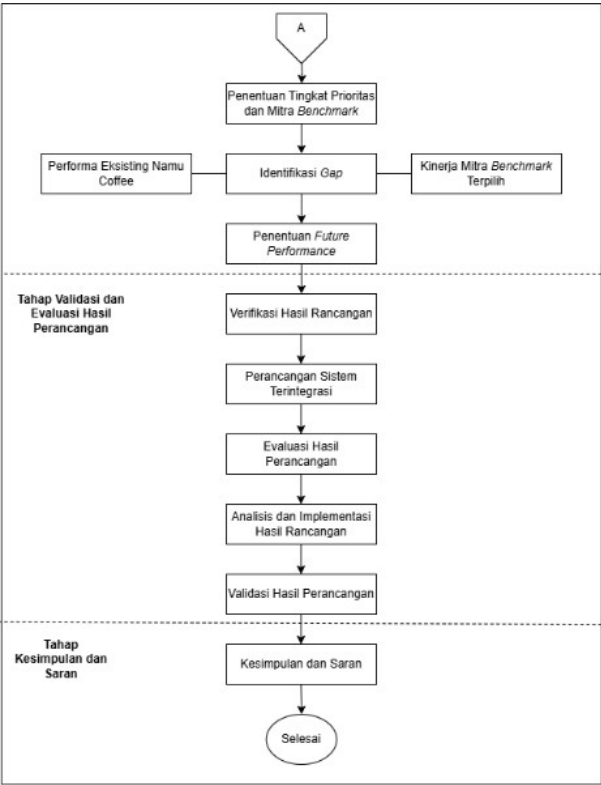 A
Penentuan Tingkat Prioritas
dan Mitra Benchmark
Performa Eksisting Namu
Coffee
Identifikasi Gap
Kinerja Mitra Benchmark
Terpilih
Penentuan Future
Performance
Tahap Validasi dan
Evaluasi Hasil
Perancangan
Verifikasi Hasil Rancangan
Perancangan Sistem
Terintegrasi
Evaluasi Hasil
Perancangan
Analisis dan Implementasi
Hasil Rancangan
Validasi Hasil Perancangan
Tahap
Kesimpulan dan
Saran
Kesimpulan dan Saran
Selesai